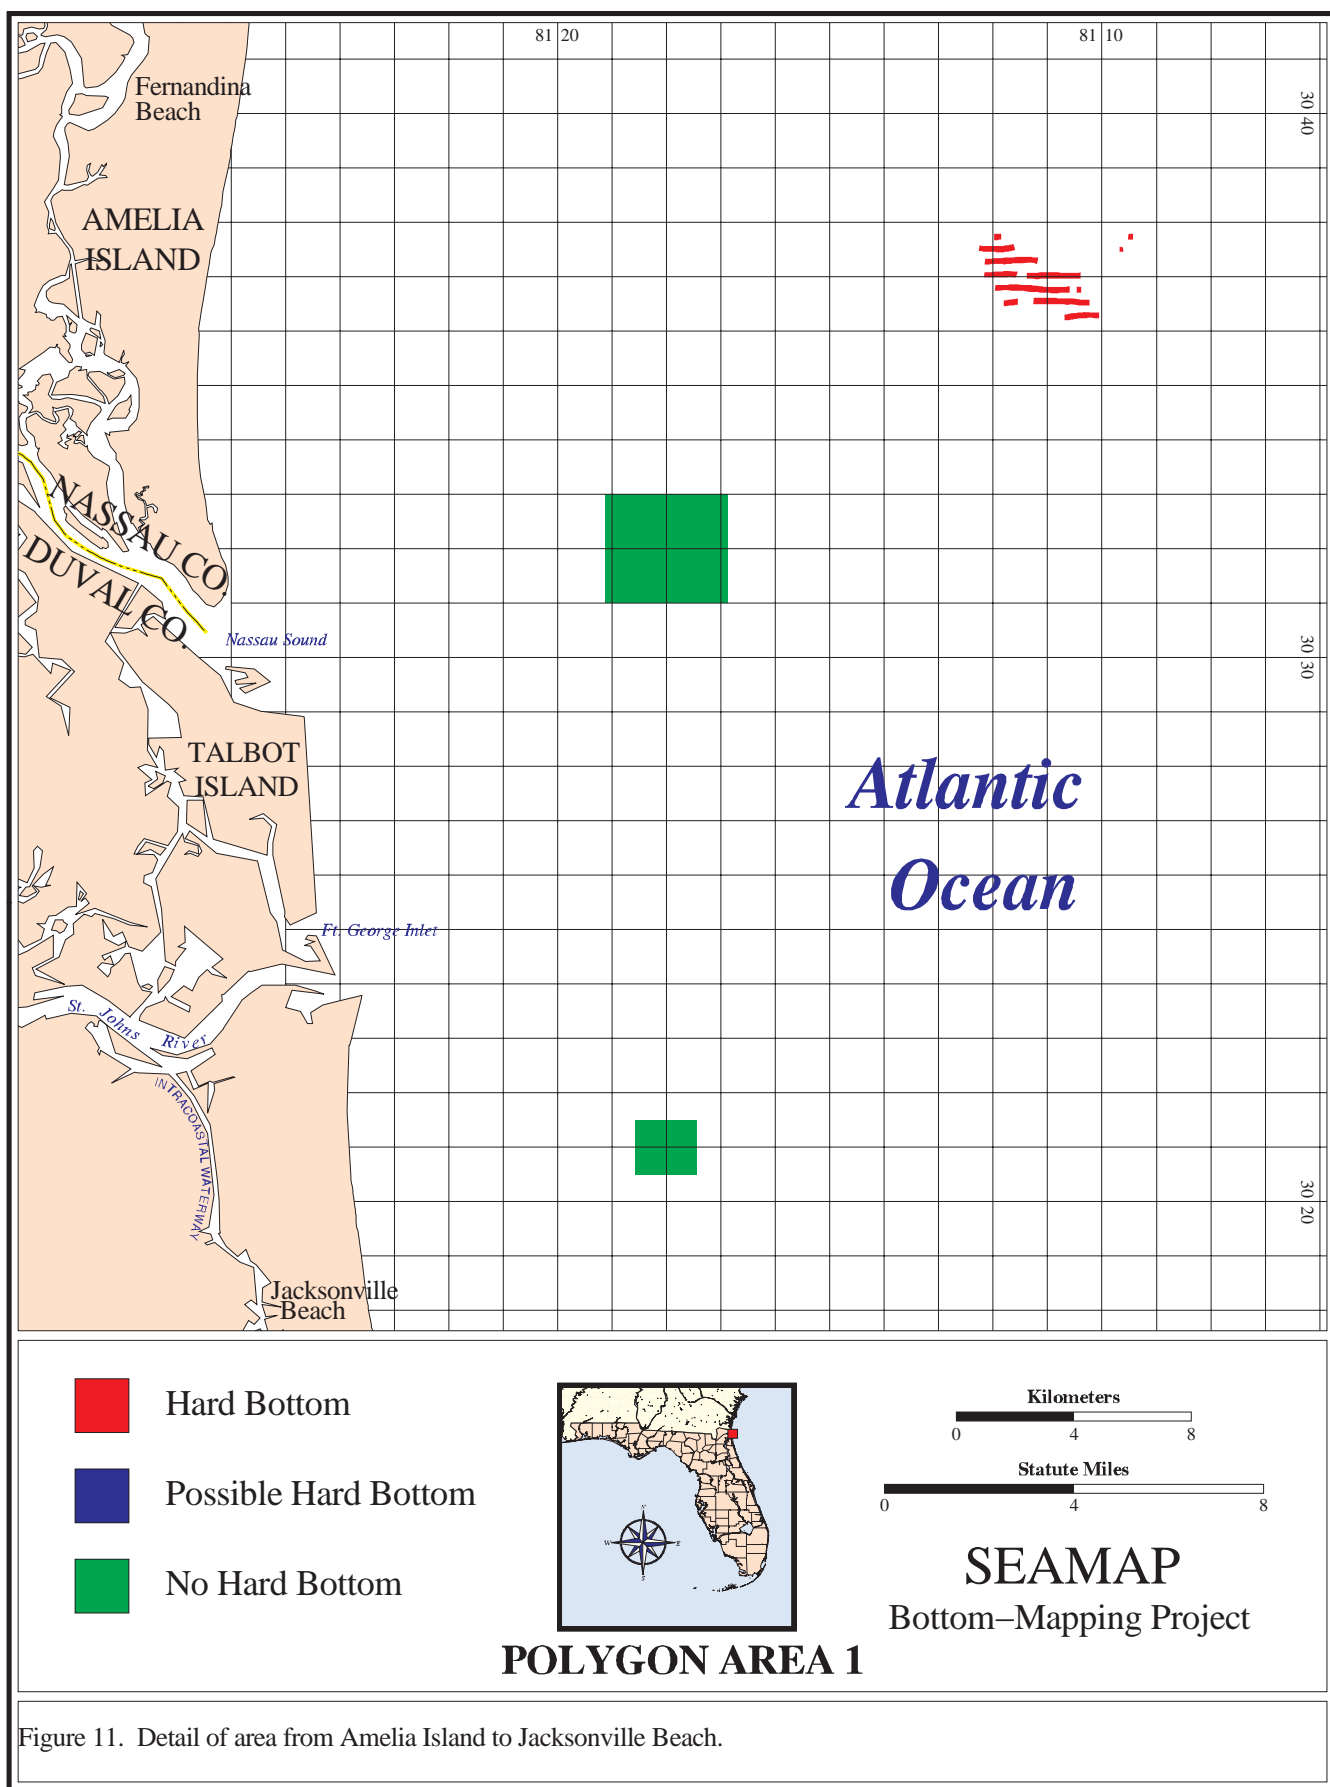 81 20
81 10
Fernandina
Beach
30 40
AMELIA
ISLAND
NASSAU CO.
DUVAL CO.
Nassau Sound
30 30
TALBOT
ISLAND
Atlantic
Ocean
Ft. George Inlet
St. Johns River
INTRACOASTAL WATERWAY
30 20
Jacksonville
Beach
Hard Bottom
Possible Hard Bottom
No Hard Bottom
N
W
E
S
POLYGON AREA 1
Kilometers
0 4 8
Statute Miles
0 4 8
SEAMAP
Bottom–Mapping Project
Figure 11. Detail of area from Amelia Island to Jacksonville Beach.